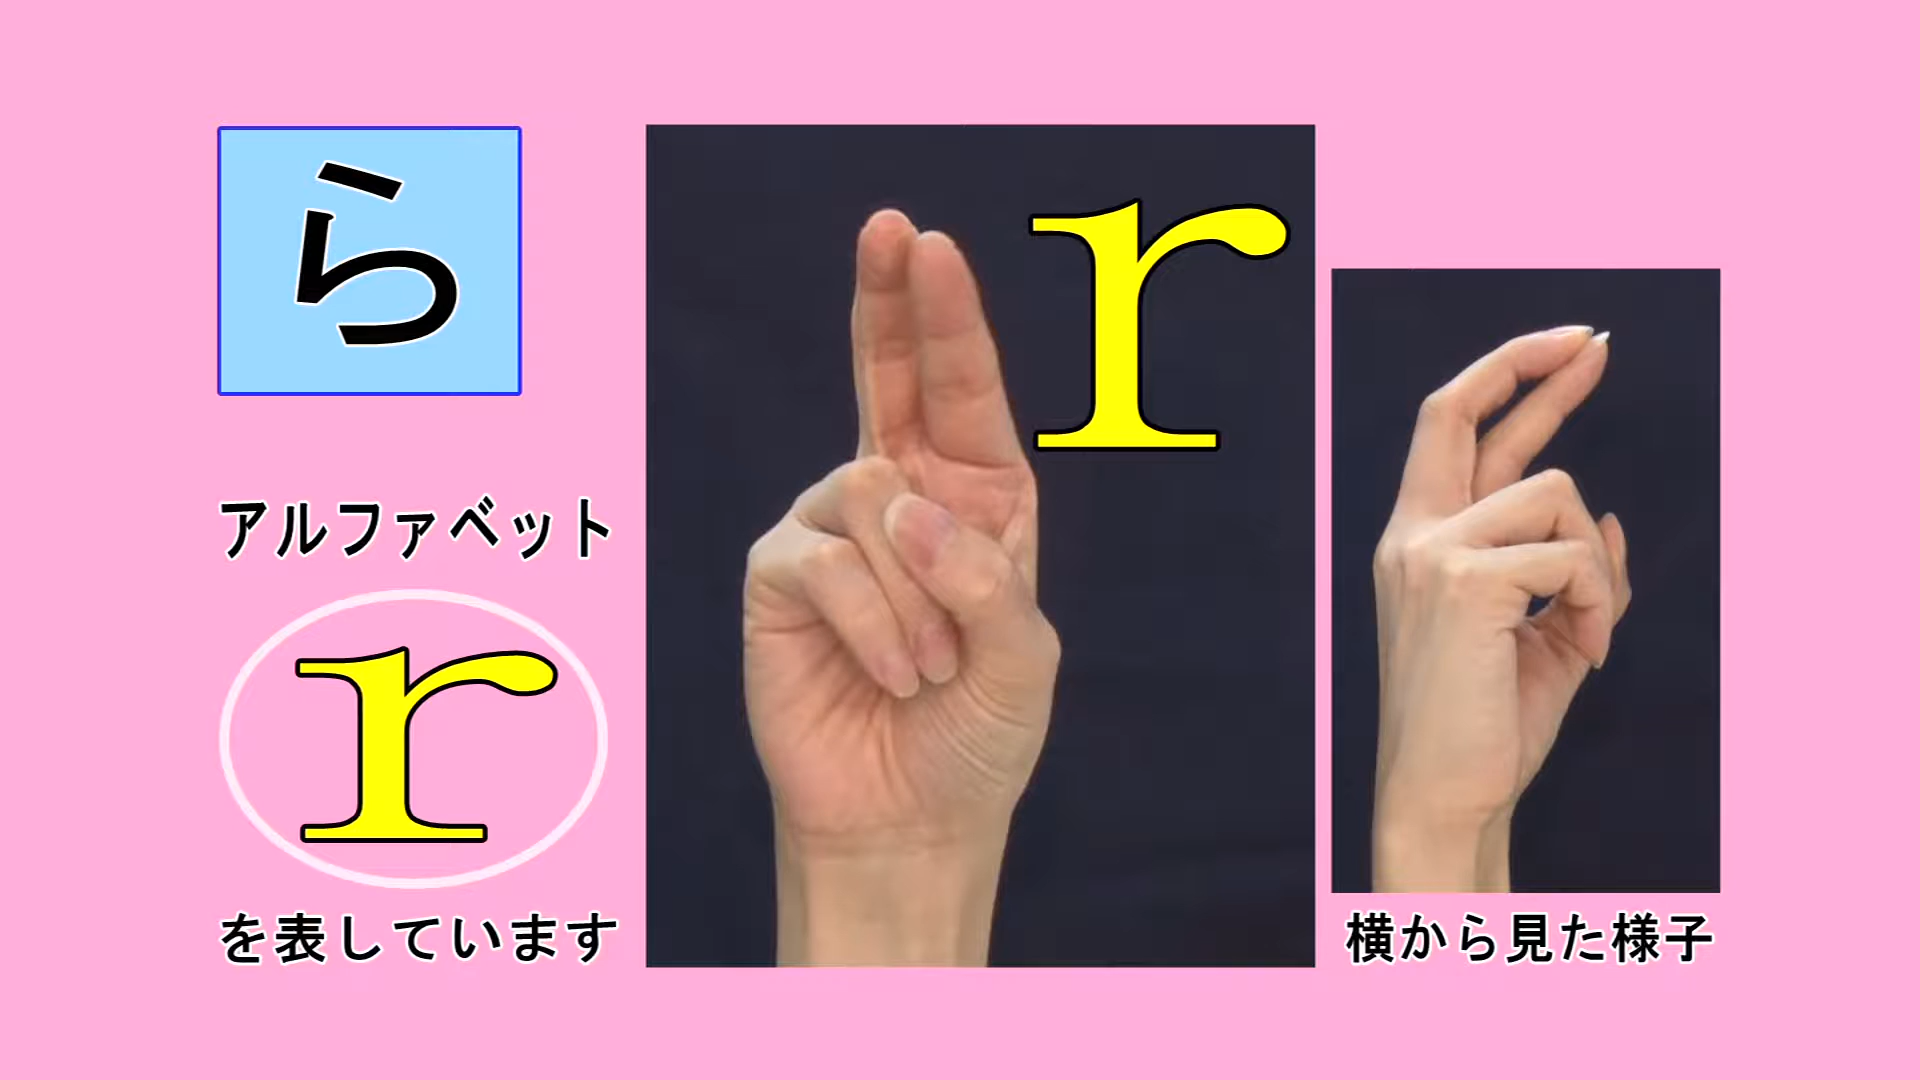 ら
アルファベット
r
を表しています
r
横から見た様子